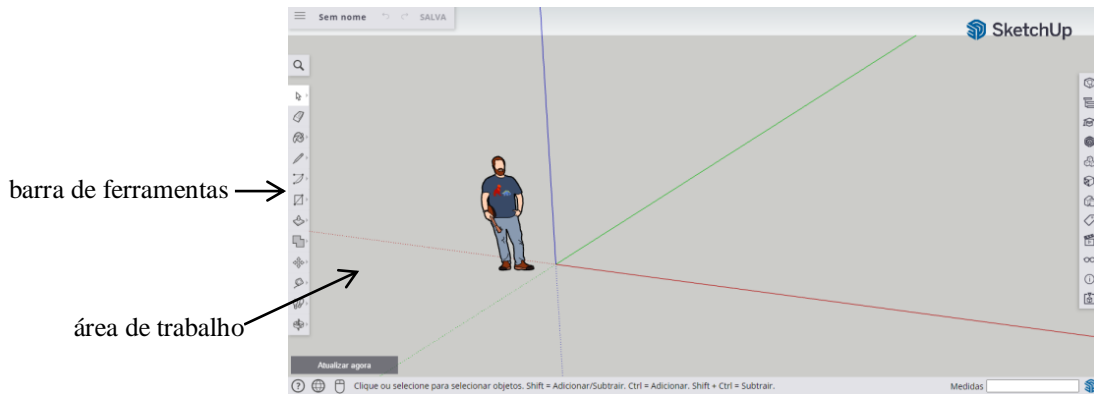 Sem nome SALVA
SketchUp
barra de ferramentas
área de trabalho
Atualizar agora
Clique ou selecione para selecionar objetos. Shift = Adicionar/Subtrair. Ctrl = Adicionar. Shift + Ctrl = Subtrair.
Medidas